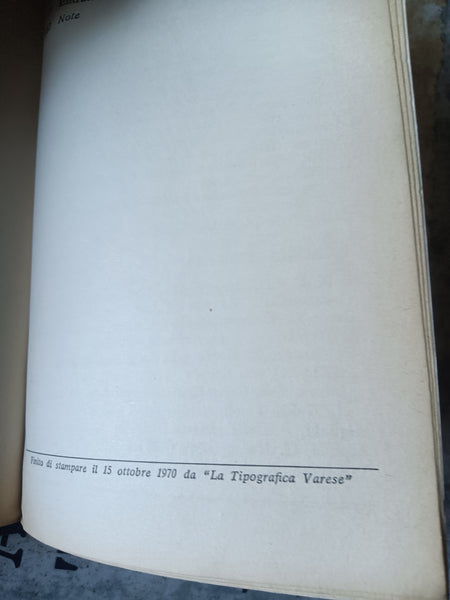 Note
Finito di stampare il 15 ottobre 1970 da “La Tipografica Varese”